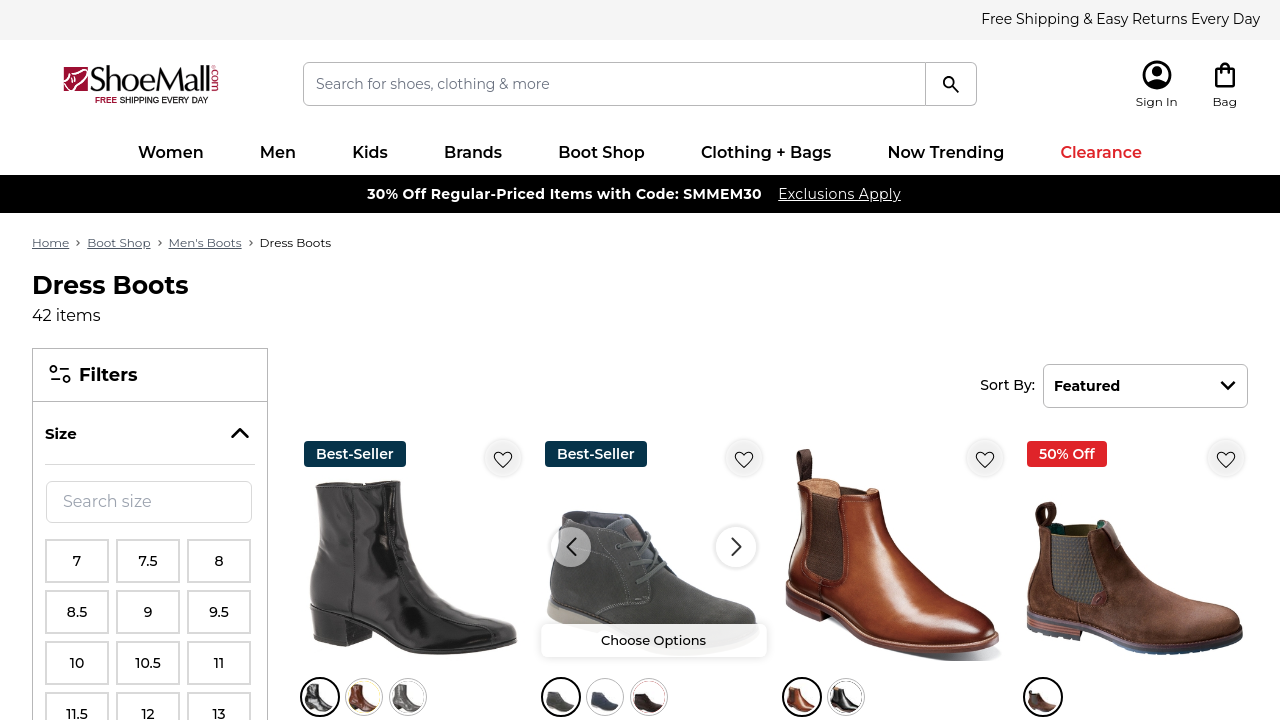 Free Shipping & Easy Returns Every Day
ShoeMall.com
FREE SHIPPING EVERY DAY
Search for shoes, clothing & more
Sign In
Bag
Women
Men
Kids
Brands
Boot Shop
Clothing + Bags
Now Trending
Clearance
30% Off Regular-Priced Items with Code: SMMEM30 Exclusions Apply
Home > Boot Shop > Men's Boots > Dress Boots
Dress Boots
42 items
Filters
Sort By: Featured
Size
Search size
7 7.5 8
8.5 9 9.5
10 10.5 11
11.5 12 13
Best-Seller
Best-Seller
50% Off
Choose Options